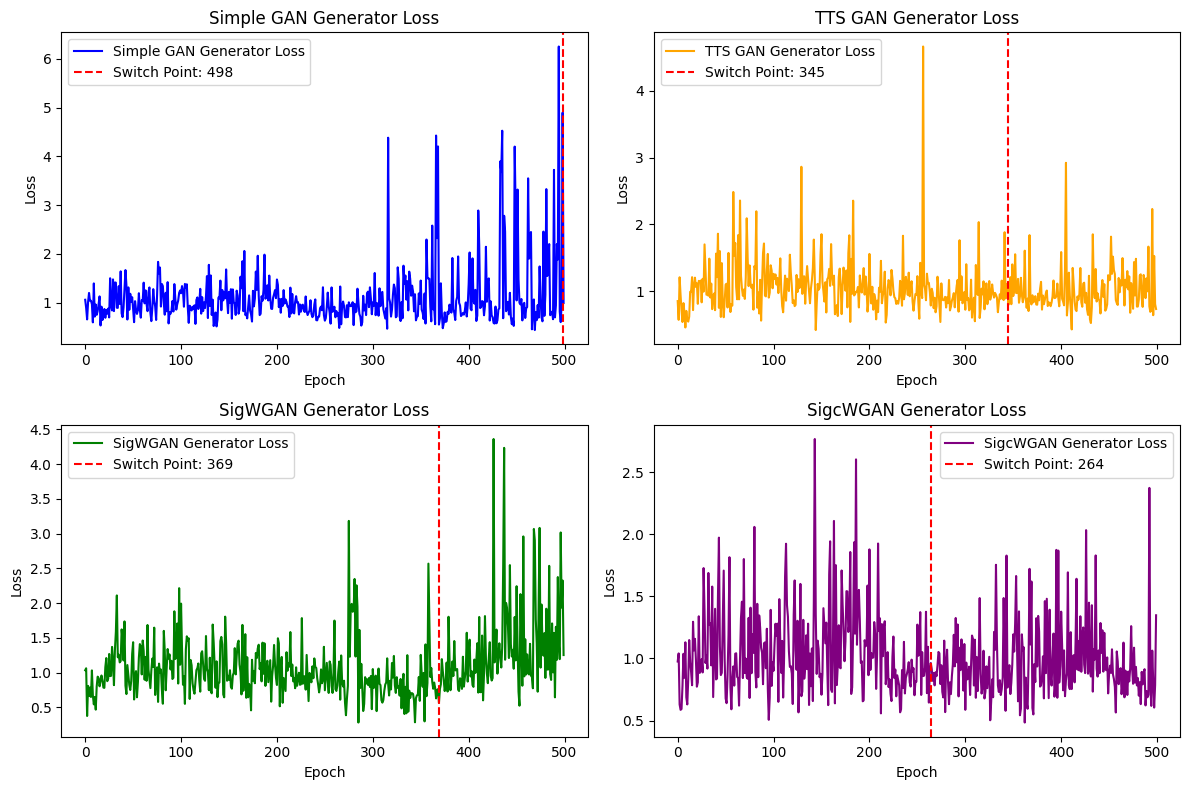 Simple GAN Generator Loss
Simple GAN Generator Loss
Switch Point: 498
6
5
4
3
2
1
Loss
0
100
200
300
400
500
Epoch
TTS GAN Generator Loss
TTS GAN Generator Loss
Switch Point: 345
4
3
2
1
Loss
0
100
200
300
400
500
Epoch
SigWGAN Generator Loss
SigWGAN Generator Loss
Switch Point: 369
4.5
4.0
3.5
3.0
2.5
2.0
1.5
1.0
0.5
Loss
0
100
200
300
400
500
Epoch
SigcWGAN Generator Loss
SigcWGAN Generator Loss
Switch Point: 264
2.5
2.0
1.5
1.0
0.5
Loss
0
100
200
300
400
500
Epoch